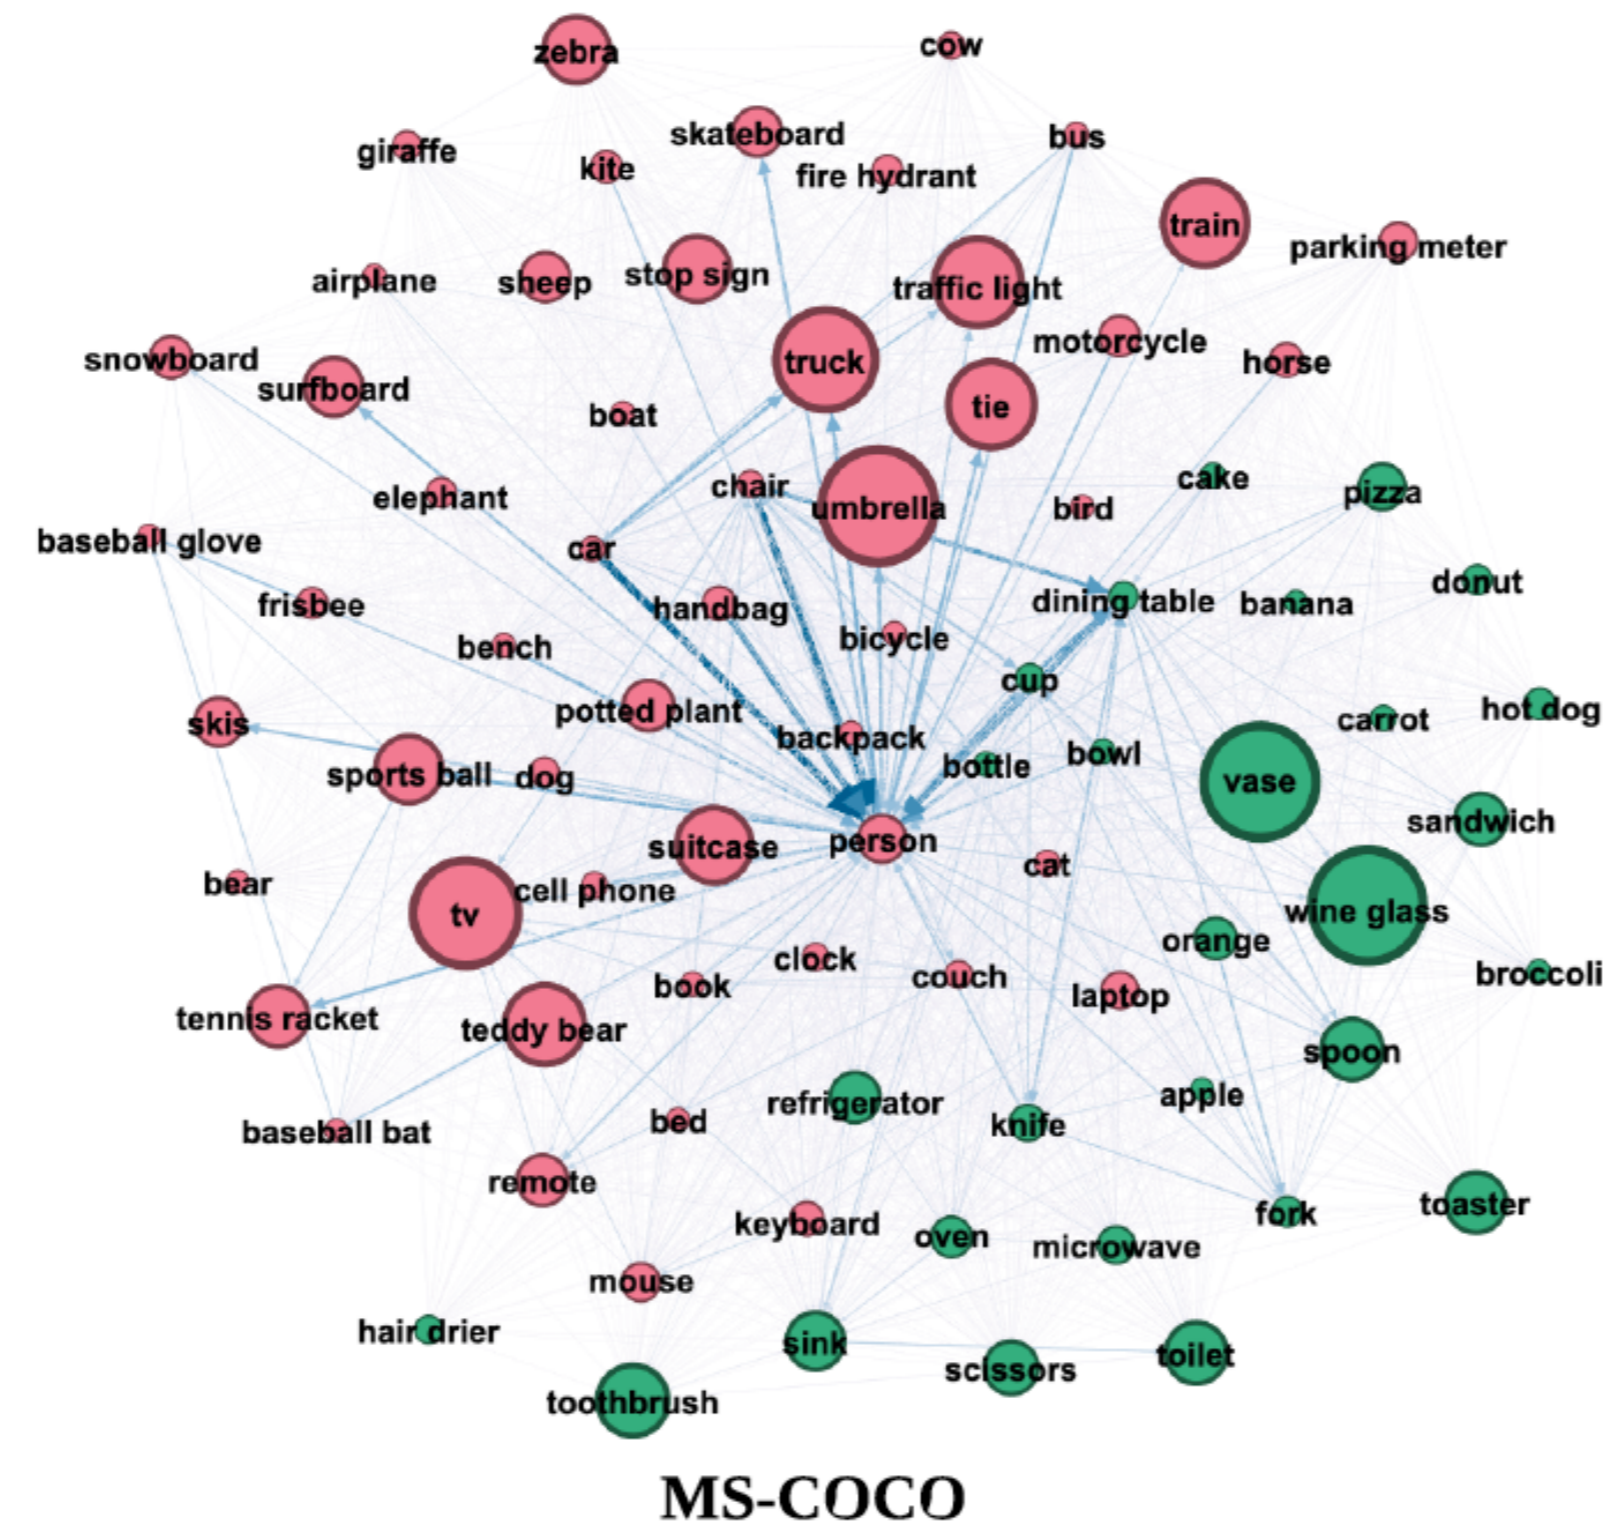 zebra
cow
skateboard
bus
giraffe
kite
fire hydrant
train
parking meter
airplane
sheep
stop sign
traffic light
motorcycle
snowboard
surfboard
truck
horse
boat
tie
elephant
chair
umbrella
bird
cake
pizza
baseball glove
car
frisbee
handbag
dining table
banana
donut
bench
bicycle
cup
skis
potted plant
backpack
bottle
bowl
carrot
hot dog
sports ball
dog
vase
suitcase
person
cat
sandwich
bear
tv
cell phone
wine glass
book
clock
couch
laptop
orange
broccoli
tennis racket
teddy bear
spoon
baseball bat
bed
refrigerator
knife
apple
remote
keyboard
oven
microwave
fork
toaster
mouse
hair drier
sink
scissors
toilet
toothbrush
MS-COCO